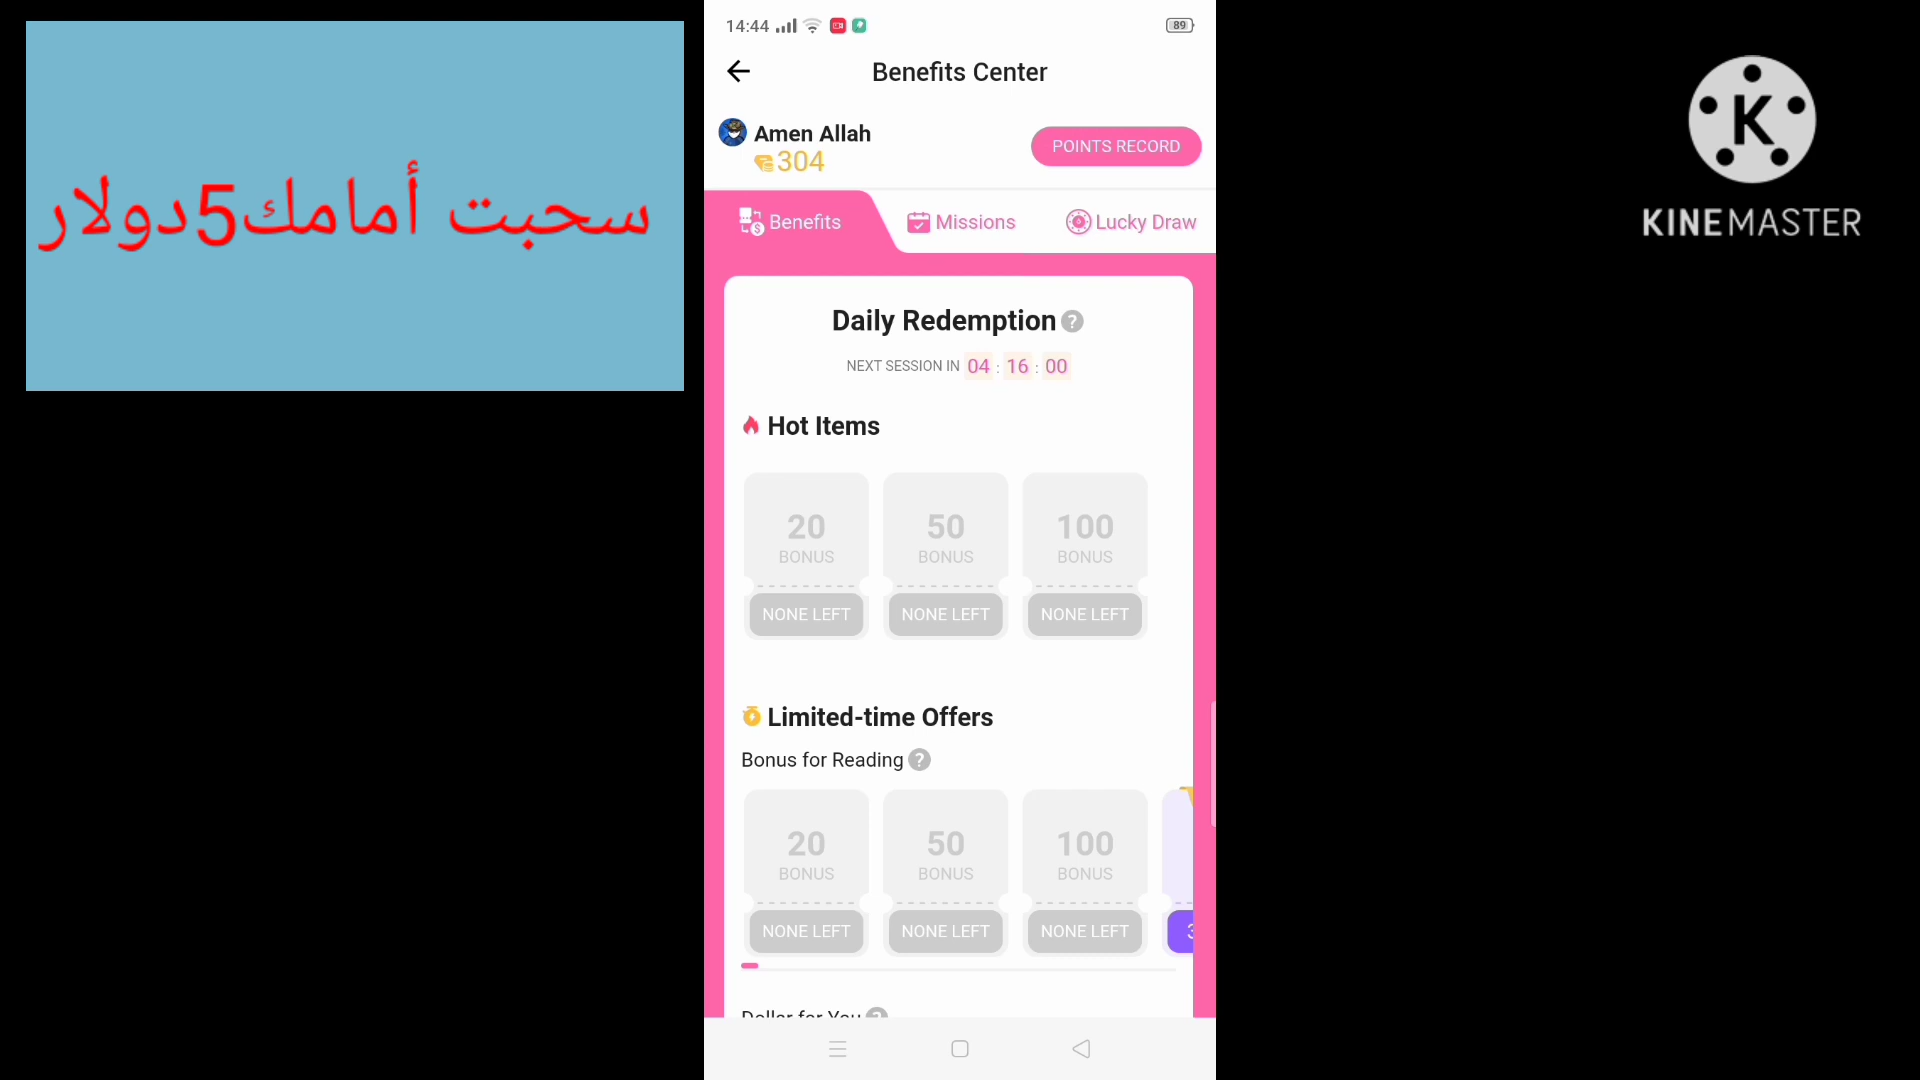 سحبت أمامك5دولار
14:44
89
Benefits Center
Amen Allah
304
POINTS RECORD
Benefits
Missions
Lucky Draw
Daily Redemption ?
NEXT SESSION IN 04 : 16 : 00
Hot Items
20 BONUS
50 BONUS
100 BONUS
NONE LEFT
NONE LEFT
NONE LEFT
Limited-time Offers
Bonus for Reading ?
20 BONUS
50 BONUS
100 BONUS
NONE LEFT
NONE LEFT
NONE LEFT
Dollar for You ?
K
KINEMASTER